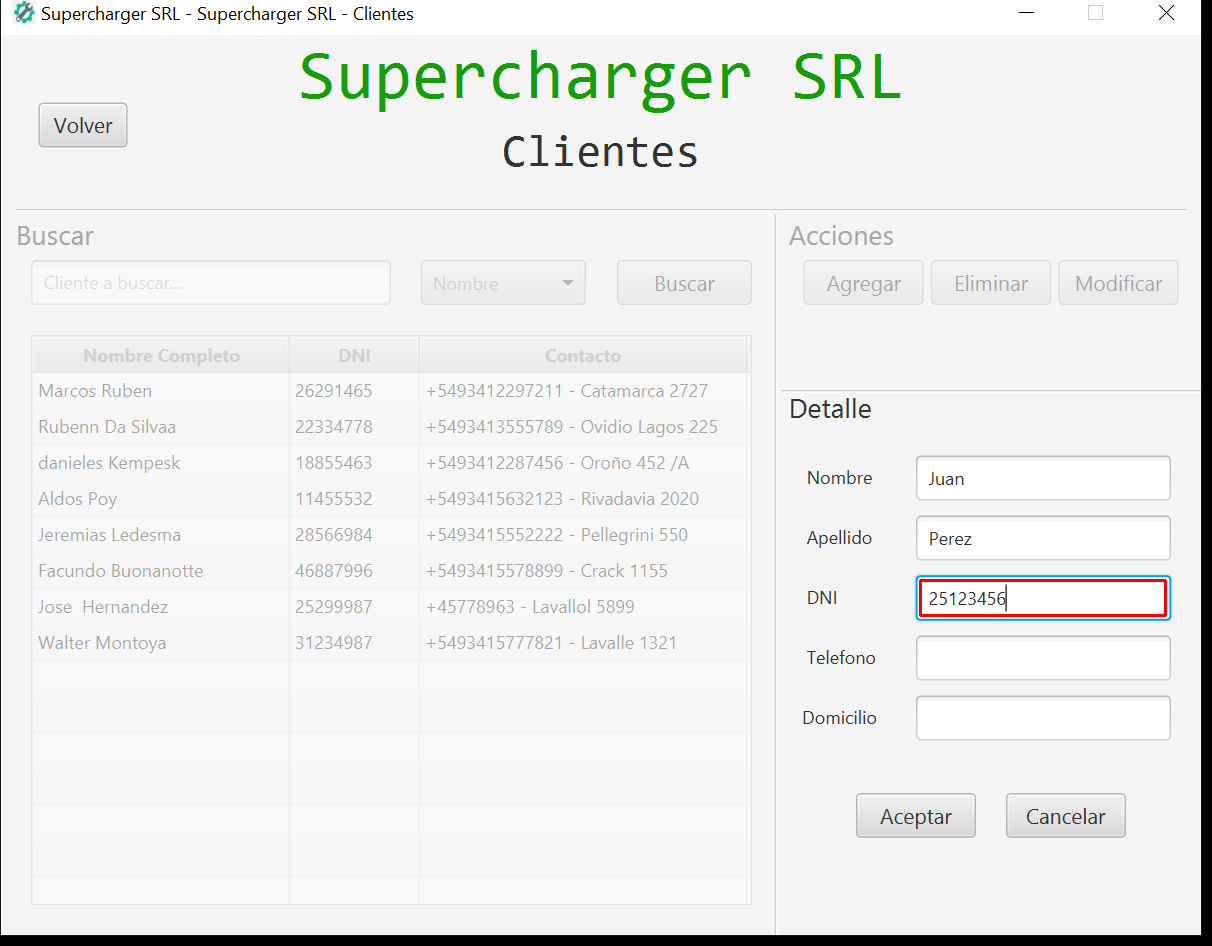 Supercharger SRL - Supercharger SRL - Clientes
Supercharger SRL
Volver
Clientes
Buscar
Cliente a buscar...
Nombre
Buscar
Nombre Completo DNI Contacto
Marcos Ruben 26291465 +5493412297211 - Catamarca 2727
Rubenn Da Silvaa 22334778 +5493413555789 - Ovidio Lagos 225
danieles Kempesk 18855463 +5493412287456 - Oroño 452 /A
Aldos Poy 11455532 +5493415632123 - Rivadavia 2020
Jeremias Ledesma 28566984 +5493415552222 - Pellegrini 550
Facundo Buonanotte 46887996 +5493415578899 - Crack 1155
Jose  Hernandez 25299987 +45778963 - Lavallol 5899
Walter Montoya 31234987 +5493415777821 - Lavalle 1321
Acciones
Agregar Eliminar Modificar
Detalle
Nombre Juan
Apellido Perez
DNI 25123456
Telefono
Domicilio
Aceptar Cancelar